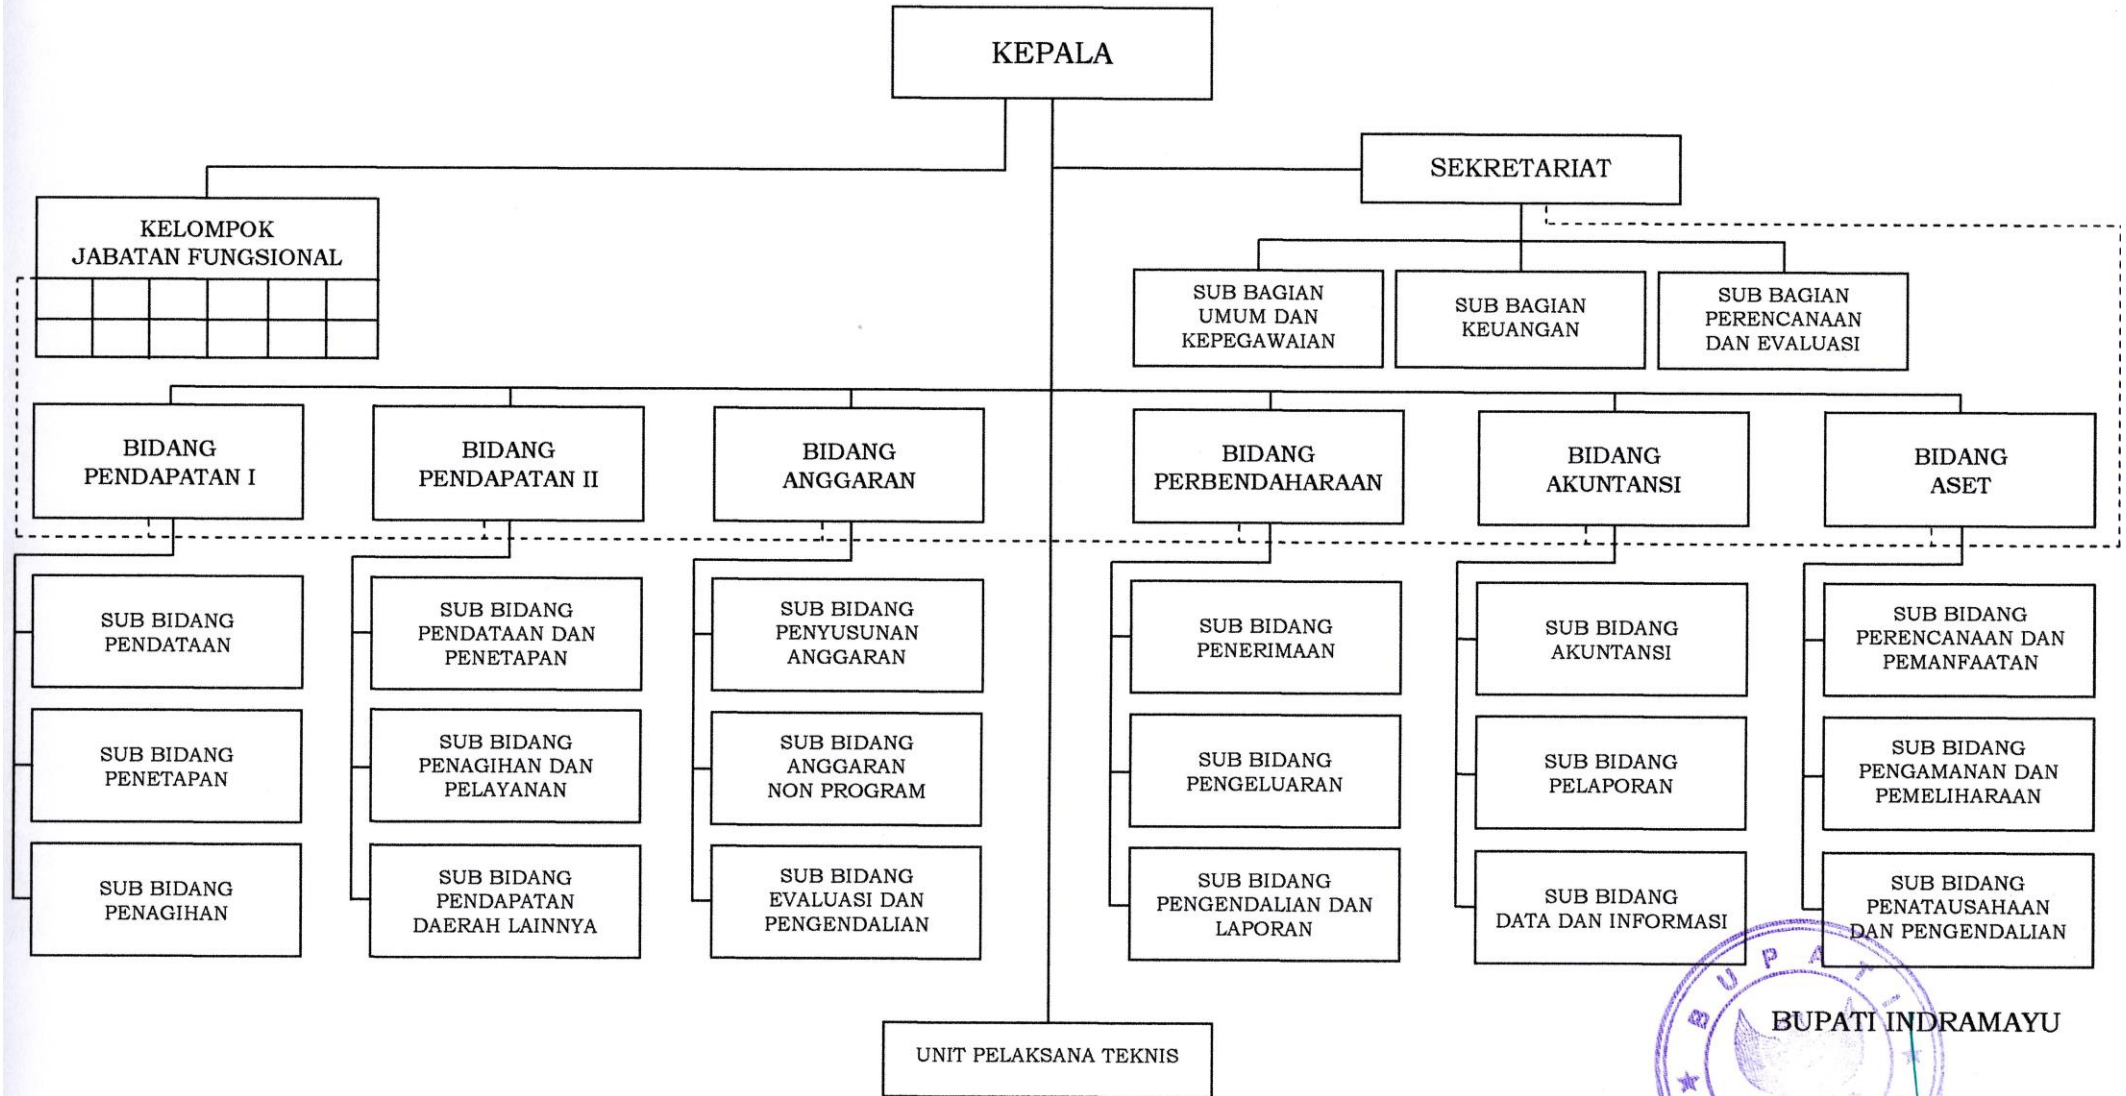 KEPALA
SEKRETARIAT
KELOMPOK
JABATAN FUNGSIONAL
SUB BAGIAN
UMUM DAN
KEPEGAWAIAN
SUB BAGIAN
KEUANGAN
SUB BAGIAN
PERENCANAAN
DAN EVALUASI
BIDANG
PENDAPATAN I
BIDANG
PENDAPATAN II
BIDANG
ANGGARAN
BIDANG
PERBENDAHARAAN
BIDANG
AKUNTANSI
BIDANG
ASET
SUB BIDANG
PENDATAAN
SUB BIDANG
PENDATAAN DAN
PENETAPAN
SUB BIDANG
PENYUSUNAN
ANGGARAN
SUB BIDANG
PENERIMAAN
SUB BIDANG
AKUNTANSI
SUB BIDANG
PERENCANAAN DAN
PEMANFAATAN
SUB BIDANG
PENETAPAN
SUB BIDANG
PENAGIHAN DAN
PELAYANAN
SUB BIDANG
ANGGARAN
NON PROGRAM
SUB BIDANG
PENGELUARAN
SUB BIDANG
PELAPORAN
SUB BIDANG
PENGAMANAN DAN
PEMELIHARAAN
SUB BIDANG
PENAGIHAN
SUB BIDANG
PENDAPATAN
DAERAH LAINNYA
SUB BIDANG
EVALUASI DAN
PENGENDALIAN
SUB BIDANG
PENGENDALIAN DAN
LAPORAN
SUB BIDANG
DATA DAN INFORMASI
SUB BIDANG
PENATAUSAHAAN
DAN PENGENDALIAN
UNIT PELAKSANA TEKNIS
BUPATI INDRAMAYU
BUPATI